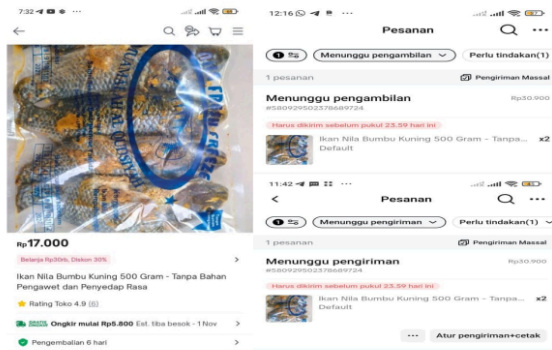 7:32
Rp17.000
Belanja Rp30rb, Diskon 30%
Ikan Nila Bumbu Kuning 500 Gram - Tanpa Bahan
Pengawet dan Penyedap Rasa
Rating Toko 4.9 (6)
Ongkir mulai Rp5.800 Est. tiba besok - 1 Nov
Pengembalian 6 hari
12:16
Pesanan
1
Menunggu pengambilan
Perlu tindakan(1)
1 pesanan
Pengiriman Massal
Menunggu pengambilan
Rp30.900
#580929502378689724
Harus dikirim sebelum pukul 23.59 hari ini
Ikan Nila Bumbu Kuning 500 Gram - Tanpa... x2
Default
11:42
Pesanan
1
Menunggu pengiriman
Perlu tindakan(1)
1 pesanan
Pengiriman Massal
Menunggu pengiriman
Rp30.900
#580929502378689724
Harus dikirim sebelum pukul 23.59 hari ini
Ikan Nila Bumbu Kuning 500 Gram - Tanpa... x2
Default
Atur pengiriman+cetak